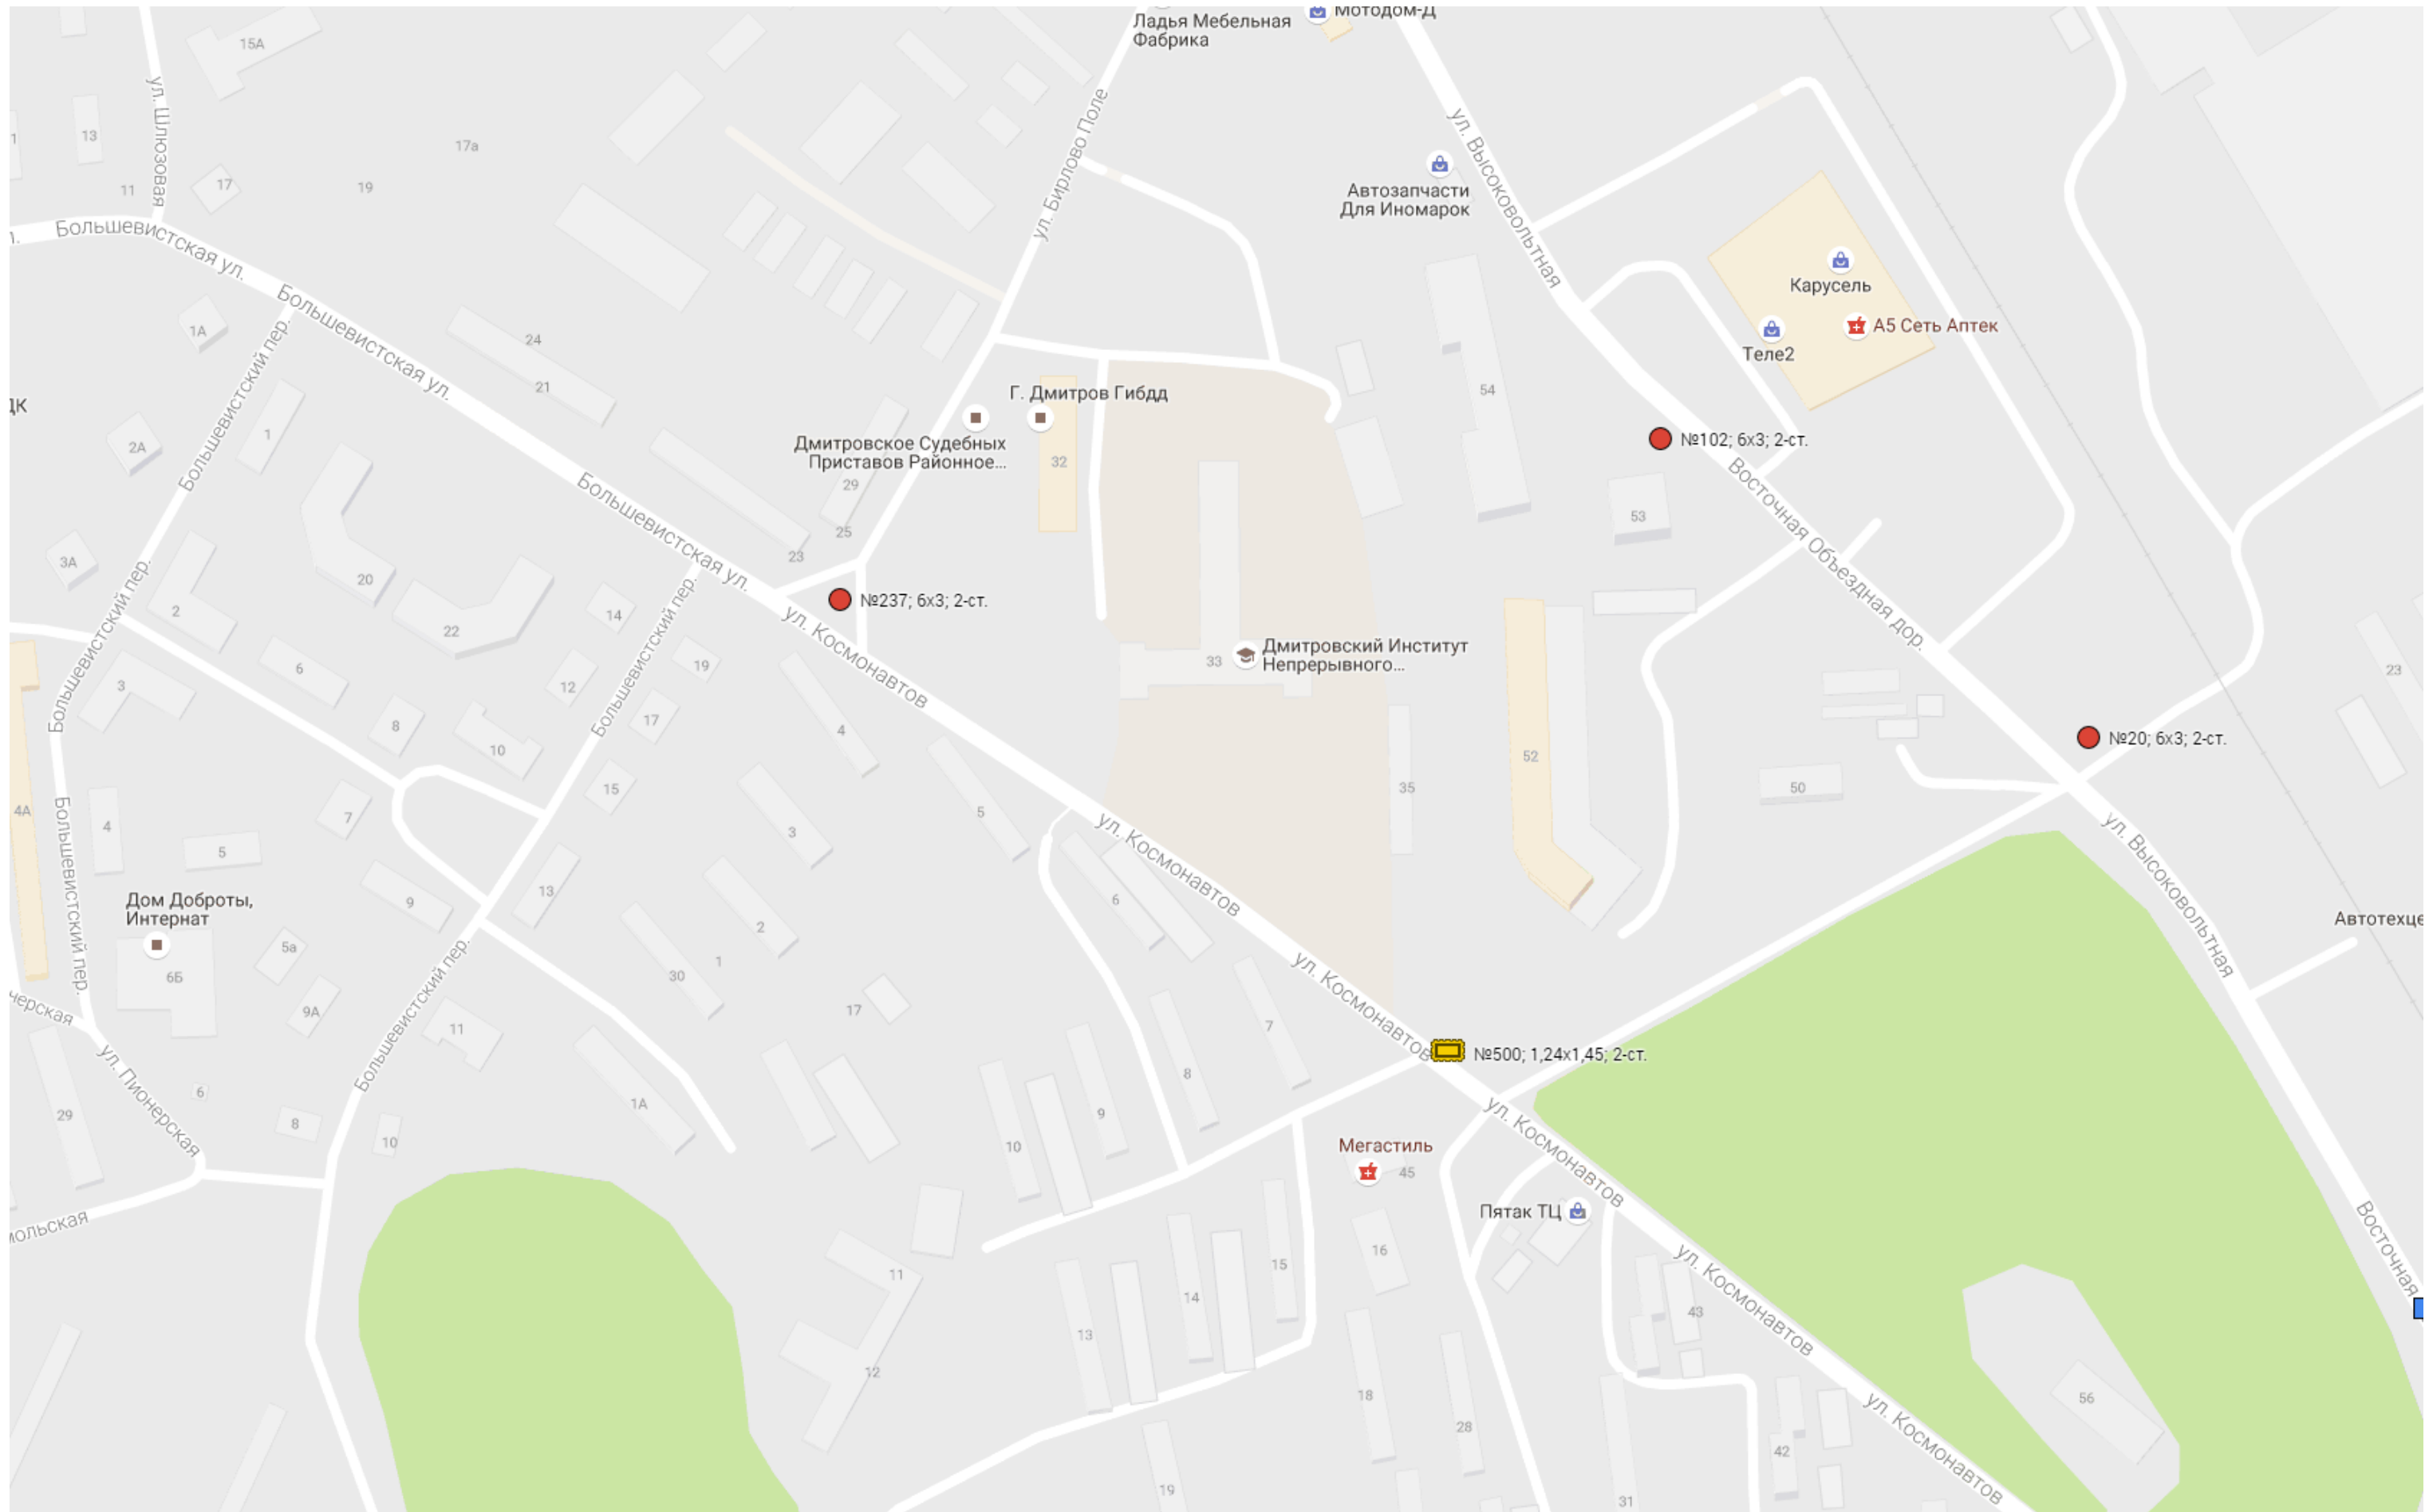 Ладья Мебельная
Фабрика
Мотодом-Д
15А
ул. Шлюзовая
13
17а
17
19
11
ул. Бирлово Поле
ул. Высоковольтная
Автозапчасти
Для Иномарок
Большевистская ул.
Большевистская ул.
Карусель
А5 Сеть Аптек
Теле2
1А
24
21
Большевистский пер.
Г. Дмитров Гибдд
54
2А
1
Дмитровское Судебных
Приставов Районное...
32
№102; 6х3; 2-ст.
29
Большевистская ул.
Восточная Объездная дор.
53
25
23
3А
20
2
14
22
№237; 6х3; 2-ст.
Большевистский пер.
Большевистский пер.
ул. Космонавтов
Дмитровский Институт
Непрерывного...
33
19
6
3
12
23
17
8
10
4
№20; 6х3; 2-ст.
52
35
50
15
7
5
4А
4
3
Большевистский пер.
5
ул. Космонавтов
ул. Высоковольтная
13
9
6
Дом Доброты,
Интернат
2
Автотехце
5а
30
1
6Б
ул. Космонавтов
9А
17
11
7
Большевистский пер.
№500; 1,24х1,45; 2-ст.
8
ул. Пионерская
6
1А
9
29
8
10
10
ул. Космонавтов
Мегастиль
45
Пятак ТЦ
16
Восточная
11
15
14
43
ул. Космонавтов
13
12
18
28
56
ул. Космонавтов
42
19
31